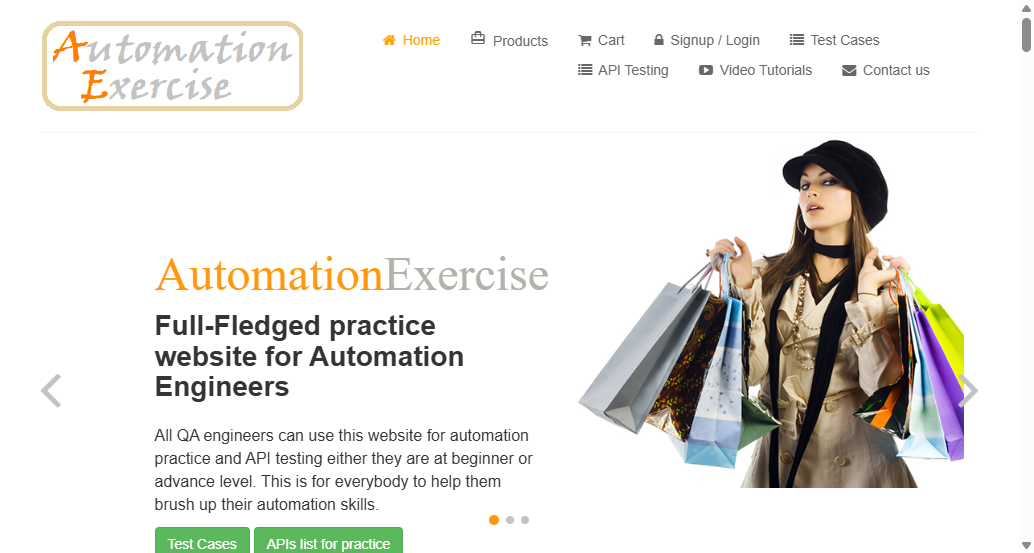 Automation
Exercise
Home
Products
Cart
Signup / Login
Test Cases
API Testing
Video Tutorials
Contact us
AutomationExercise
Full-Fledged practice
website for Automation
Engineers
All QA engineers can use this website for automation
practice and API testing either they are at beginner or
advance level. This is for everybody to help them
brush up their automation skills.
Test Cases
APIs list for practice